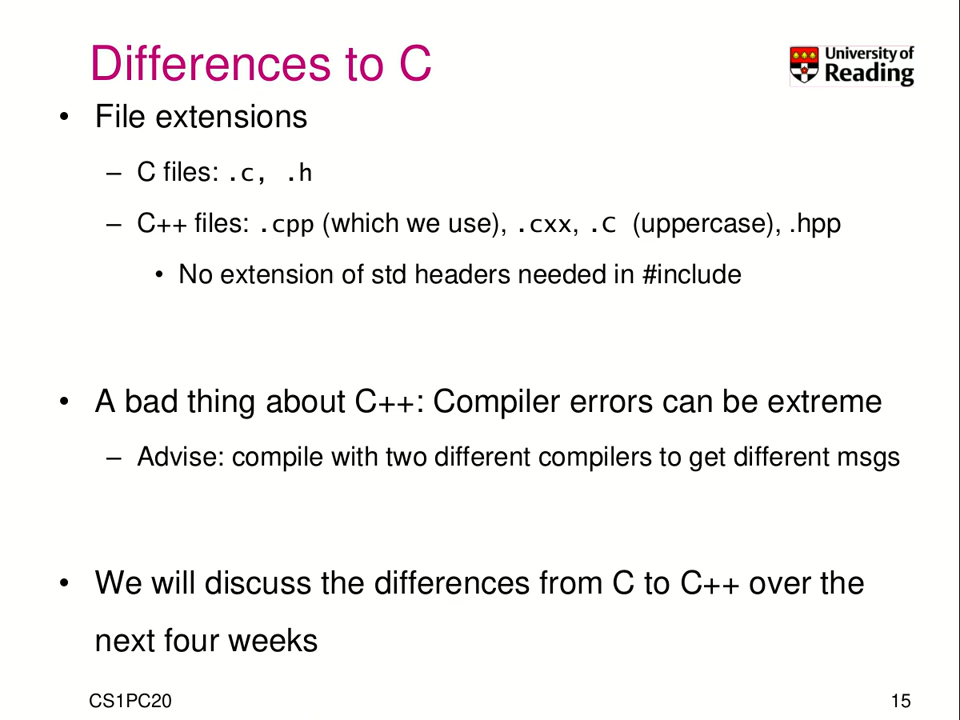 Differences to C
University of
Reading
• File extensions
– C files: .c, .h
– C++ files: .cpp (which we use), .cxx, .C (uppercase), .hpp
• No extension of std headers needed in #include
• A bad thing about C++: Compiler errors can be extreme
– Advise: compile with two different compilers to get different msgs
• We will discuss the differences from C to C++ over the
next four weeks
CS1PC20
15